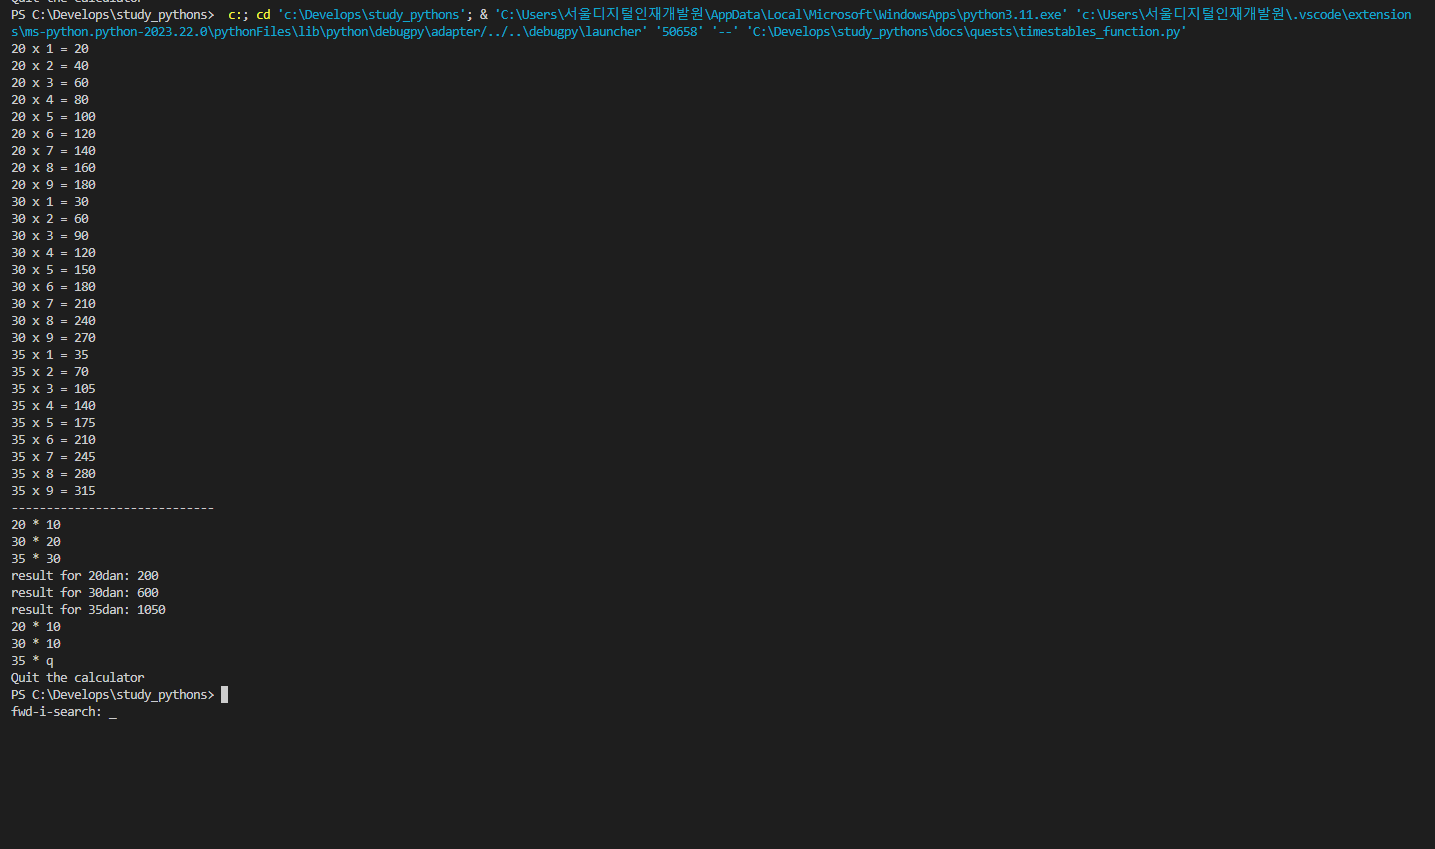 Quit the calculator
PS C:\Develops\study_pythons>  c:; cd 'c:\Develops\study_pythons'; & 'C:\Users\서울디지털인재개발원\AppData\Local\Microsoft\WindowsApps\python3.11.exe' 'c:\Users\서울디지털인재개발원\.vscode\extension
s\ms-python.python-2023.22.0\pythonFiles\lib\python\debugpy\adapter/../..\debugpy\launcher' '50658' '--' 'C:\Develops\study_pythons\docs\quests\timestables_function.py'
20 x 1 = 20
20 x 2 = 40
20 x 3 = 60
20 x 4 = 80
20 x 5 = 100
20 x 6 = 120
20 x 7 = 140
20 x 8 = 160
20 x 9 = 180
30 x 1 = 30
30 x 2 = 60
30 x 3 = 90
30 x 4 = 120
30 x 5 = 150
30 x 6 = 180
30 x 7 = 210
30 x 8 = 240
30 x 9 = 270
35 x 1 = 35
35 x 2 = 70
35 x 3 = 105
35 x 4 = 140
35 x 5 = 175
35 x 6 = 210
35 x 7 = 245
35 x 8 = 280
35 x 9 = 315
-----------------------------
20 * 10
30 * 20
35 * 30
result for 20dan: 200
result for 30dan: 600
result for 35dan: 1050
20 * 10
30 * 10
35 * q
Quit the calculator
PS C:\Develops\study_pythons>
fwd-i-search: _